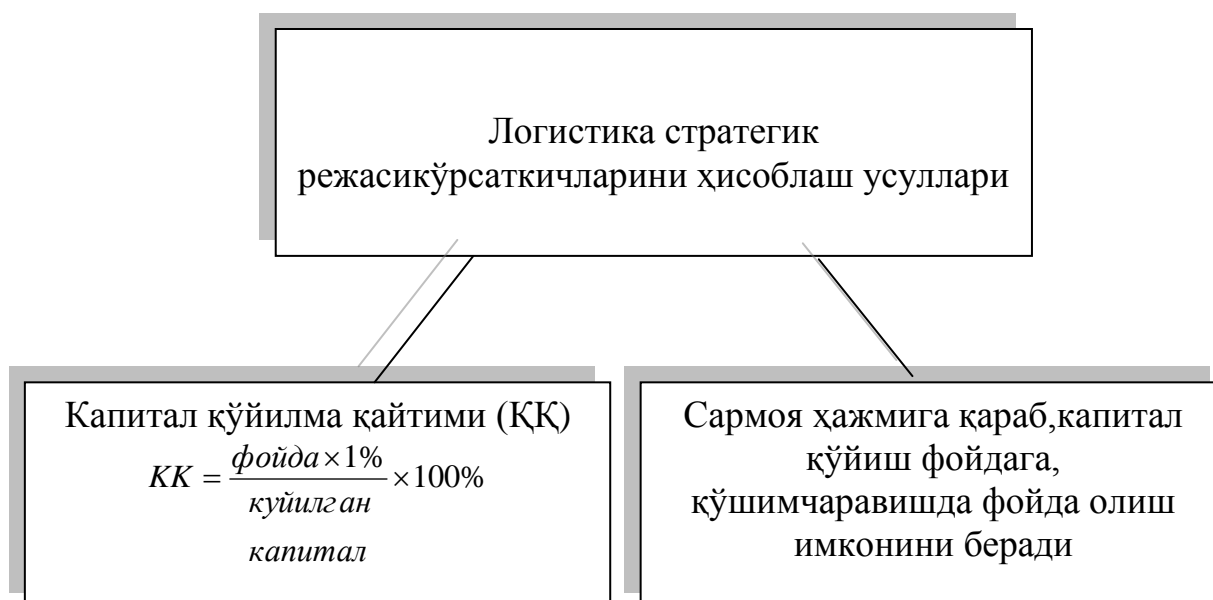 Логистика стратегик
режасикўрсаткичларини ҳисоблаш усуллари
Капитал қўйилма қайтими (ҚҚ)
KK = фойда×1% / куйилган капитал ×100%
Сармоя ҳажмига қараб,капитал
қўйиш фойдага,
қўшимчаравишда фойда олиш
имконини беради